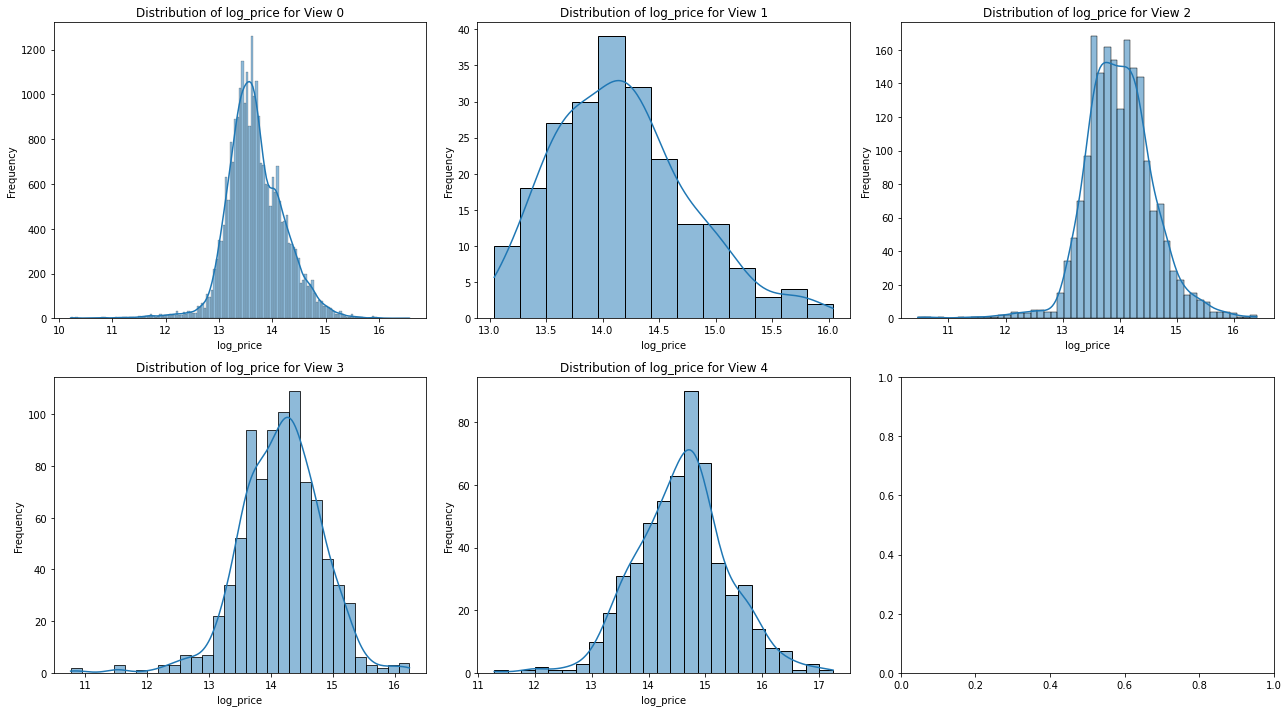 Distribution of log_price for View 0
Frequency
1200
1000
800
600
400
200
0
10 11 12 13 14 15 16
log_price
Distribution of log_price for View 1
Frequency
40
35
30
25
20
15
10
5
0
13.0 13.5 14.0 14.5 15.0 15.5 16.0
log_price
Distribution of log_price for View 2
Frequency
160
140
120
100
80
60
40
20
0
11 12 13 14 15 16
log_price
Distribution of log_price for View 3
Frequency
100
80
60
40
20
0
11 12 13 14 15 16
log_price
Distribution of log_price for View 4
Frequency
80
60
40
20
0
11 12 13 14 15 16 17
log_price
1.0
0.8
0.6
0.4
0.2
0.0
0.0 0.2 0.4 0.6 0.8 1.0